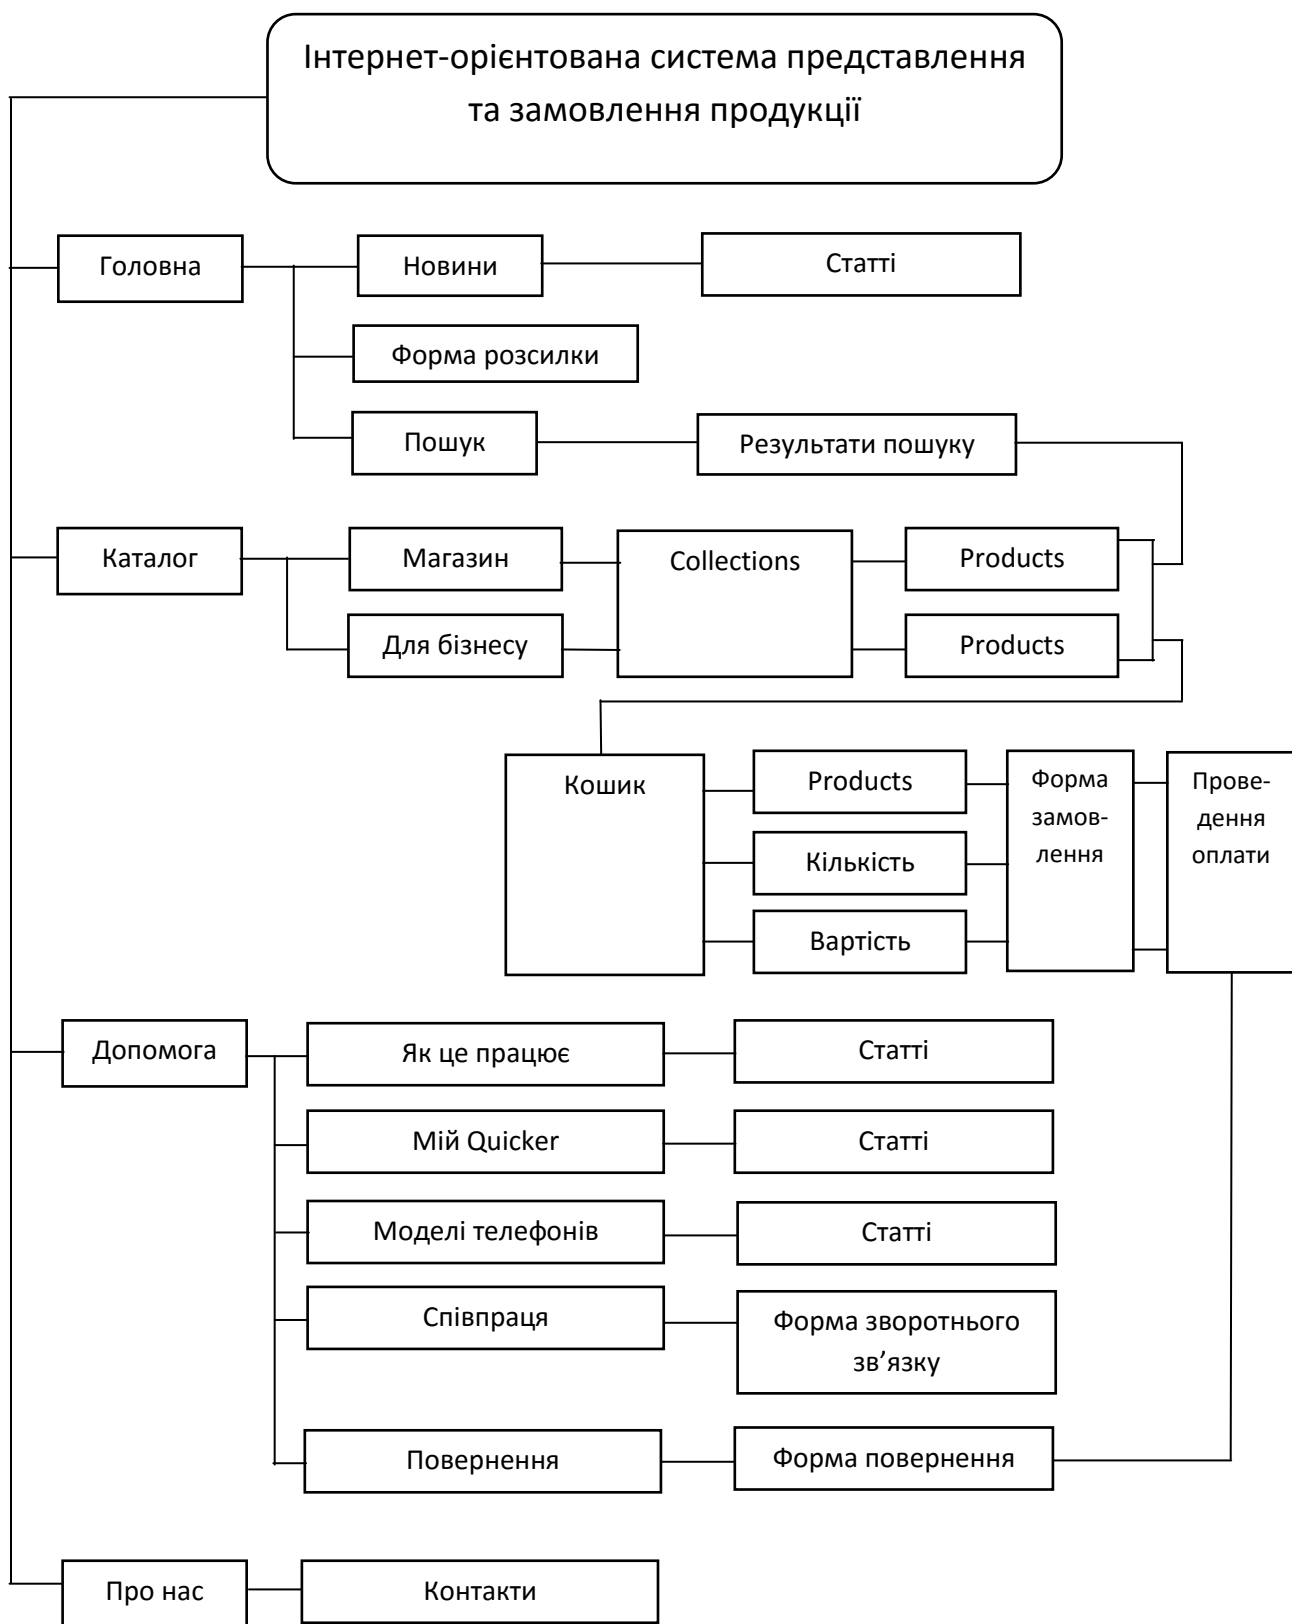 Інтернет-орієнтована система представлення
та замовлення продукції
Головна
Новини
Статті
Форма розсилки
Пошук
Результати пошуку
Каталог
Магазин
Collections
Products
Для бізнесу
Products
Кошик
Products
Кількість
Вартість
Форма
замов-
лення
Прове-
дення
оплати
Допомога
Як це працює
Статті
Мій Quicker
Статті
Моделі телефонів
Статті
Співпраця
Форма зворотнього
зв’язку
Повернення
Форма повернення
Про нас
Контакти